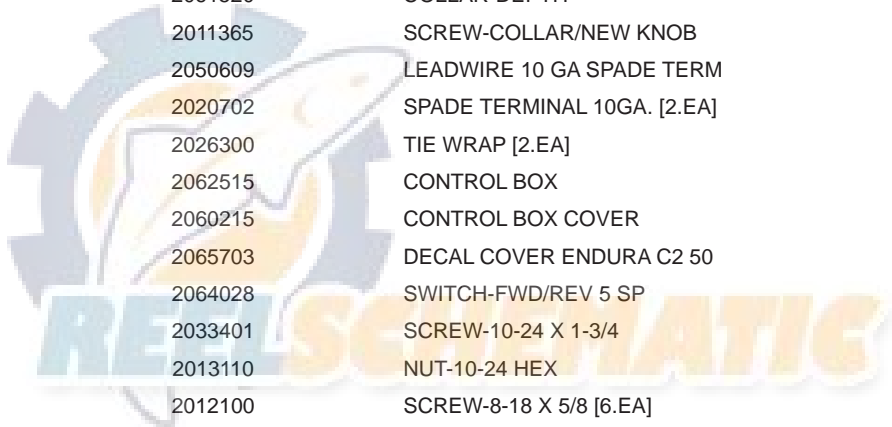 2011365 SCREW-COLLAR/NEW KNOB
2050609 LEADWIRE 10 GA SPADE TERM
2020702 SPADE TERMINAL 10GA. [2.EA]
2026300 TIE WRAP [2.EA]
2062515 CONTROL BOX
2060215 CONTROL BOX COVER
2065703 DECAL COVER ENDURA C2 50
2064028 SWITCH-FWD/REV 5 SP
2033401 SCREW-10-24 X 1-3/4
2013110 NUT-10-24 HEX
2012100 SCREW-8-18 X 5/8 [6.EA]
REELSCHEMATIC